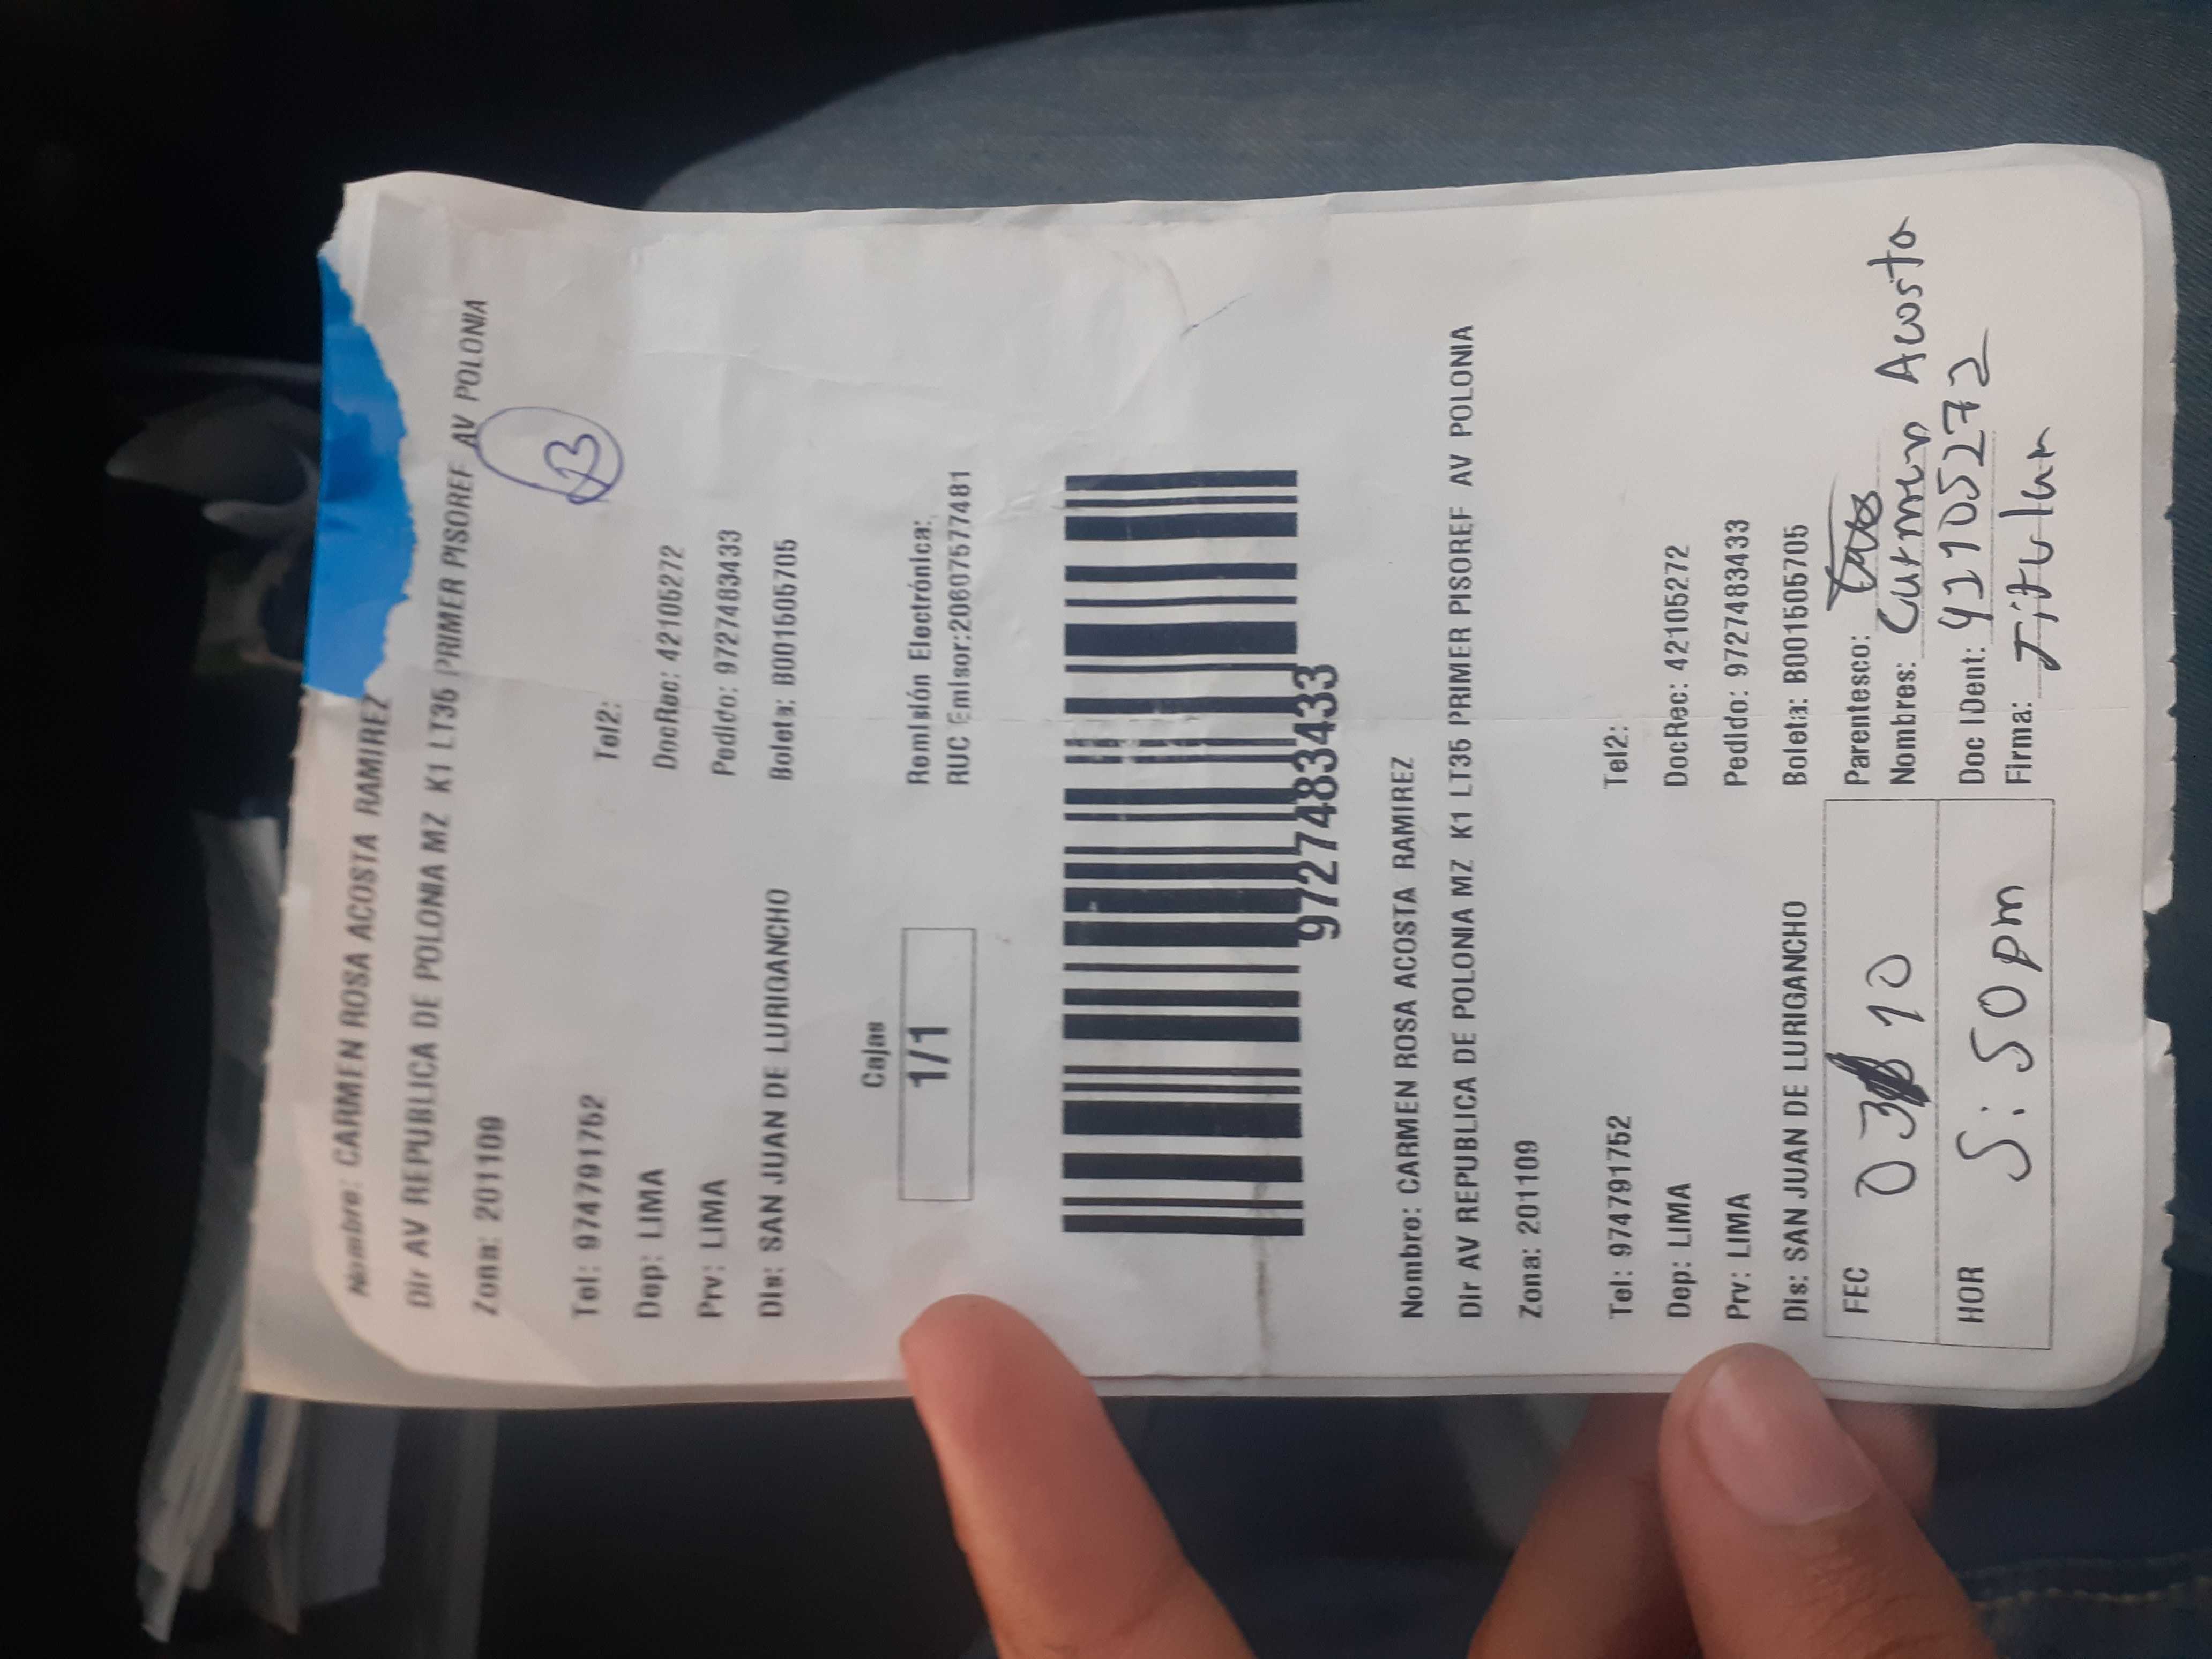 Nombre: CARMEN ROSA ACOSTA RAMIREZ
Dir AV REPUBLICA DE POLONIA MZ K1 LT35 PRIMER PISOREF AV POLONIA
Zona: 201109
13
Tel: 974791752 Tel2:
Dep: LIMA DocRec: 42105272
Prv: LIMA Pedido: 9727483433
Dis: SAN JUAN DE LURIGANCHO Boleta: B001505705
Cajas
1/1
Remisión Electrónica:
RUC Emisor:20607577481
9727483433
Nombre: CARMEN ROSA ACOSTA RAMIREZ
Dir AV REPUBLICA DE POLONIA MZ K1 LT35 PRIMER PISOREF AV POLONIA
Zona: 201109
Tel: 974791752 Tel2:
Dep: LIMA DocRec: 42105272
Prv: LIMA Pedido: 9727483433
Dis: SAN JUAN DE LURIGANCHO Boleta: B001505705
FEC 03 10 Parentesco:
Nombres: Carmen Acosta
HOR 5:50pm Doc IDent: 42105272
Firma: Titular